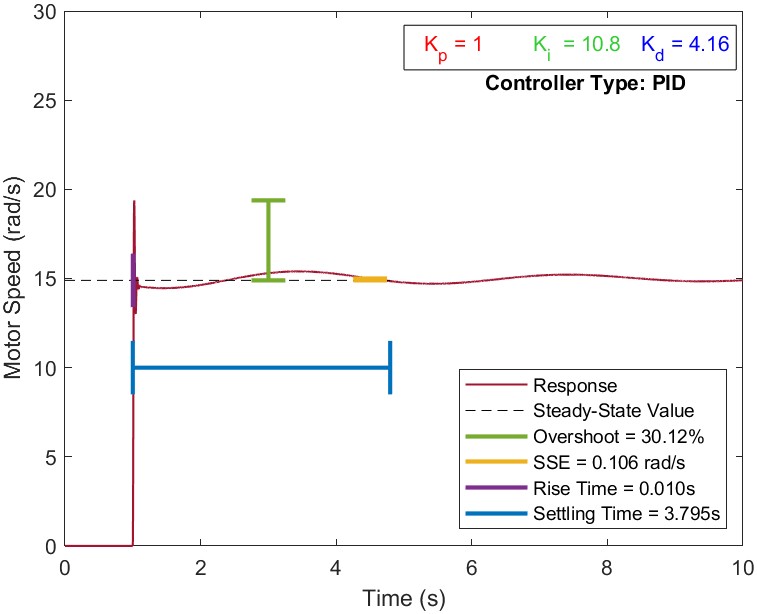 30
25
20
15
10
5
0
Motor Speed (rad/s)
Kp = 1 Ki = 10.8 Kd = 4.16
Controller Type: PID
Response
Steady-State Value
Overshoot = 30.12%
SSE = 0.106 rad/s
Rise Time = 0.010s
Settling Time = 3.795s
0 2 4 6 8 10
Time (s)